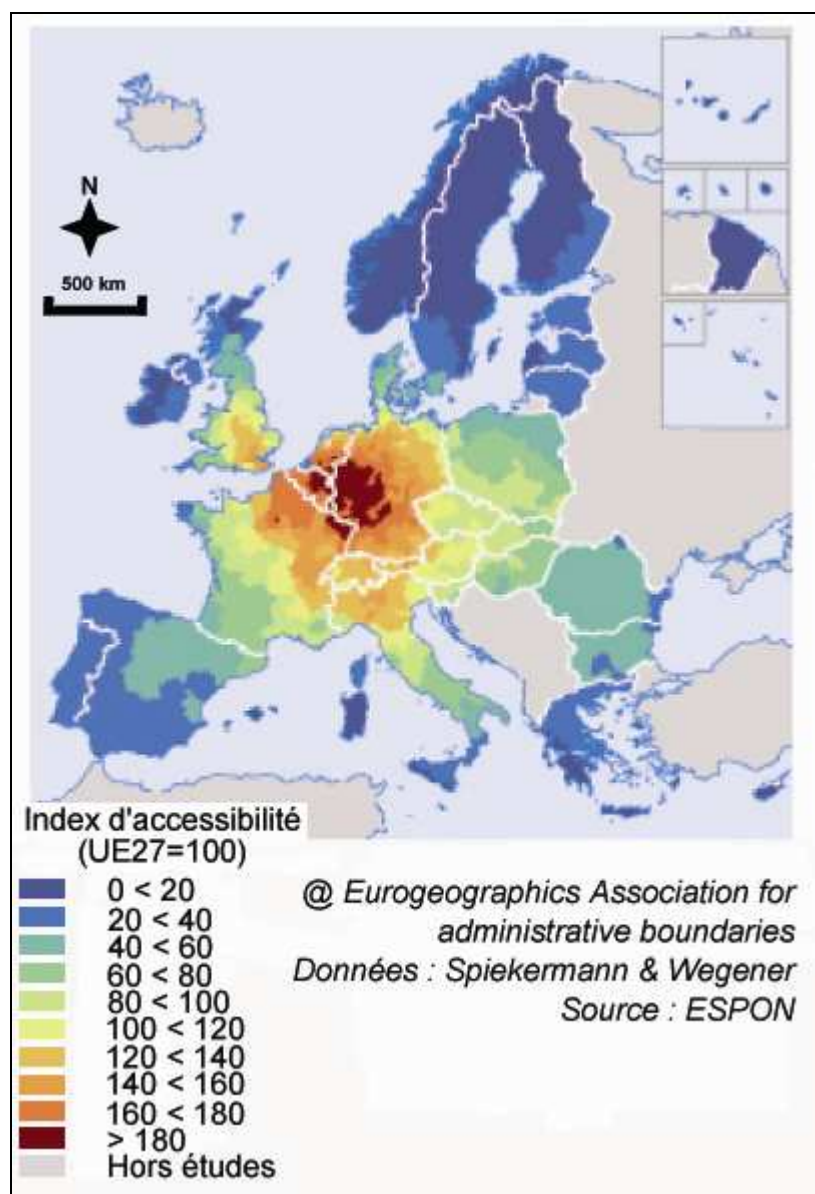 N
500 km
Index d'accessibilité
(UE27=100)
0 < 20
20 < 40
40 < 60
60 < 80
80 < 100
100 < 120
120 < 140
140 < 160
160 < 180
> 180
Hors études
@ Eurogeographics Association for
administrative boundaries
Données : Spiekermann & Wegener
Source : ESPON